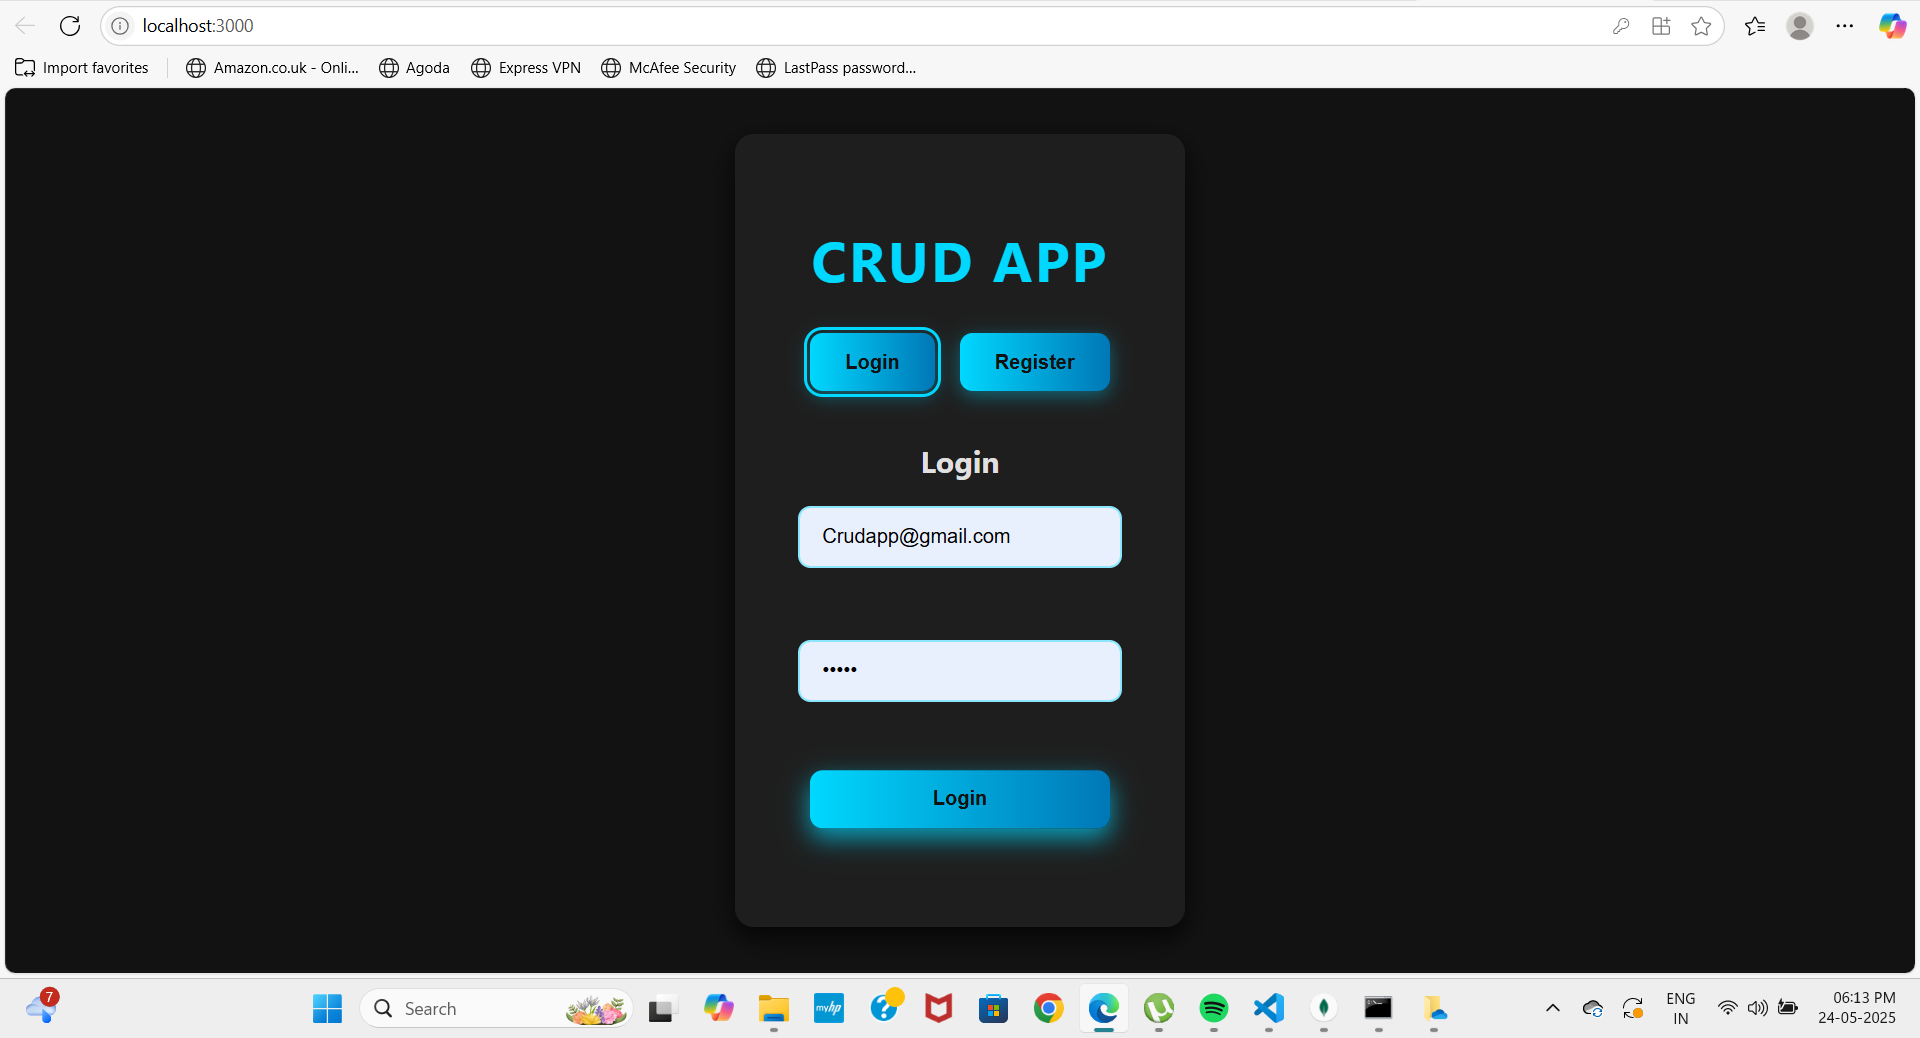 localhost:3000
Import favorites
Amazon.co.uk - Onli...
Agoda
Express VPN
McAfee Security
LastPass password...
CRUD APP
Login
Register
Login
Crudapp@gmail.com
•••••
Login
7
Search
myhp
ENG
IN
06:13 PM
24-05-2025